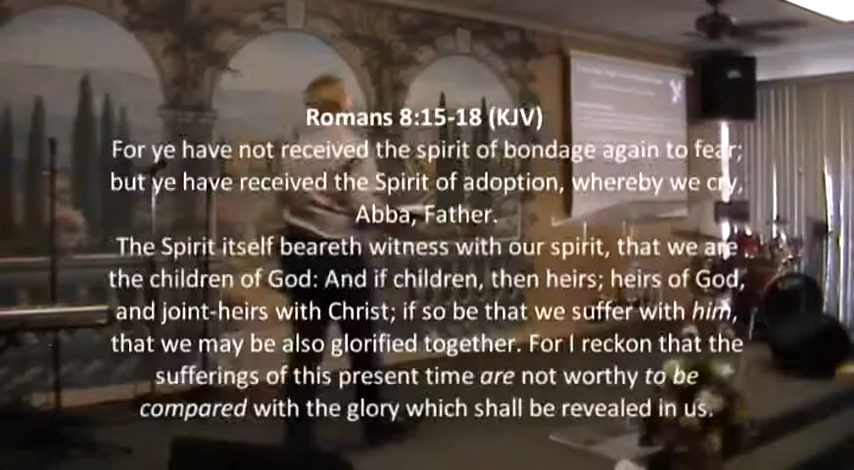 Romans 8:15-18 (KJV)
For ye have not received the spirit of bondage again to fear;
but ye have received the Spirit of adoption, whereby we cry,
Abba, Father.
The Spirit itself beareth witness with our spirit, that we are
the children of God: And if children, then heirs; heirs of God,
and joint-heirs with Christ; if so be that we suffer with him,
that we may be also glorified together. For I reckon that the
sufferings of this present time are not worthy to be
compared with the glory which shall be revealed in us.